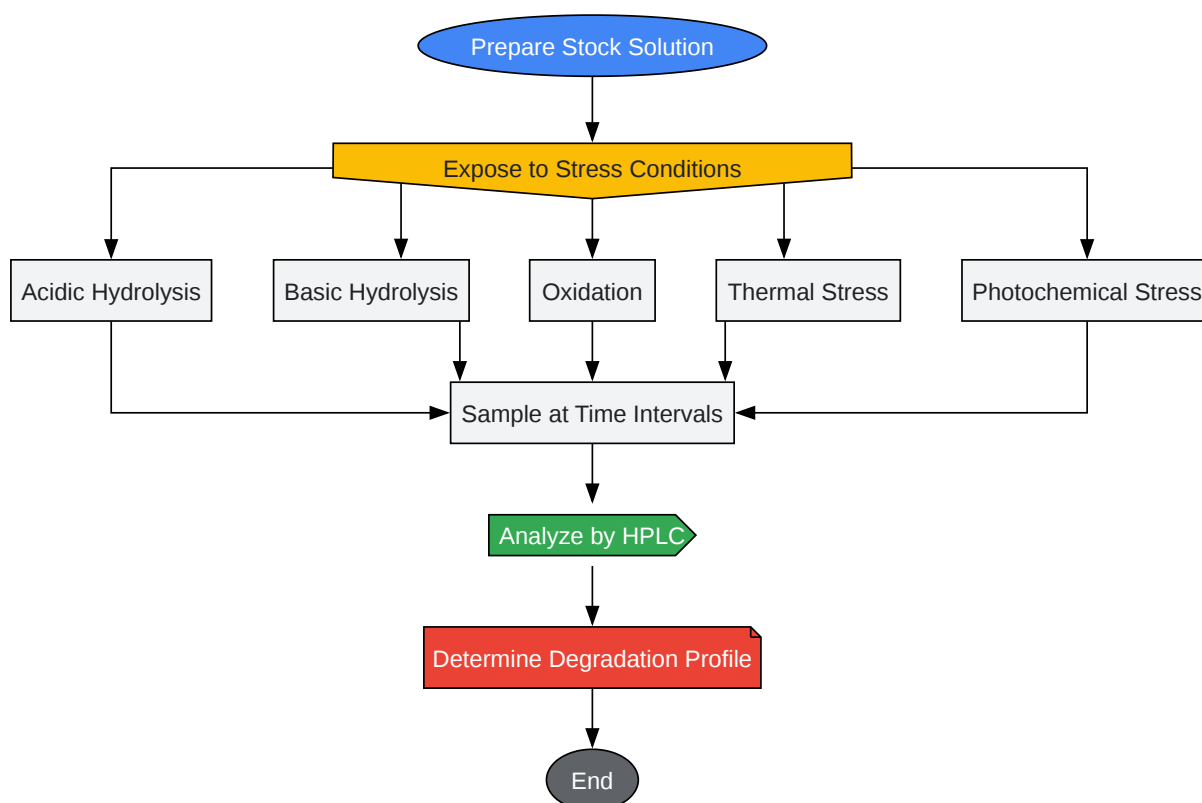 Prepare Stock Solution
Expose to Stress Conditions
Acidic Hydrolysis
Basic Hydrolysis
Oxidation
Thermal Stress
Photochemical Stress
Sample at Time Intervals
Analyze by HPLC
Determine Degradation Profile
End